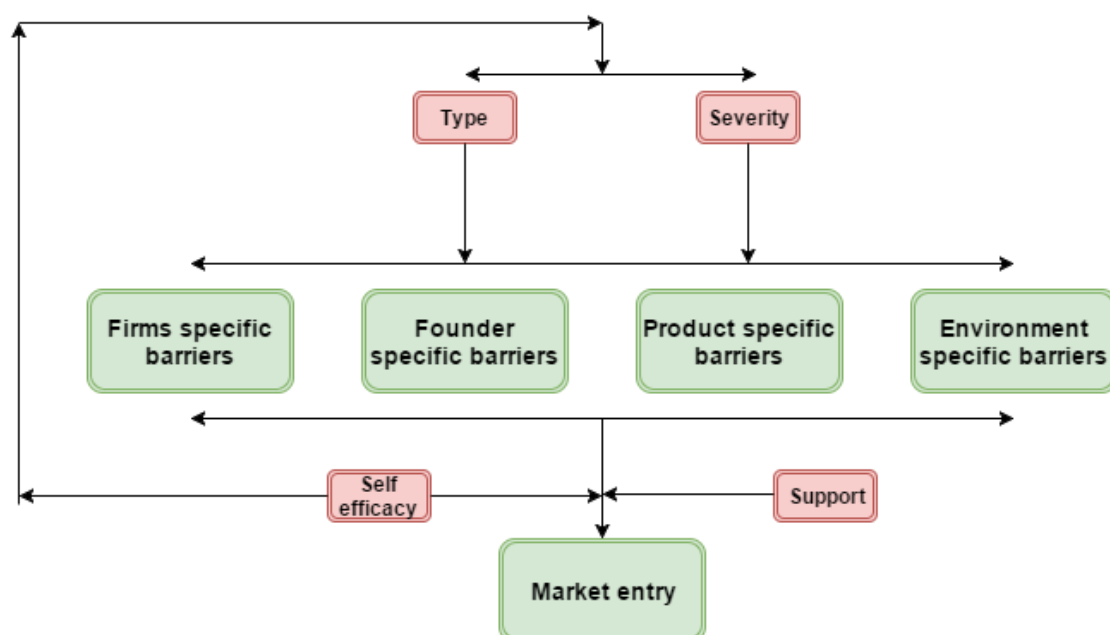 Type
Severity
Firms specific
barriers
Founder
specific barriers
Product specific
barriers
Environment
specific barriers
Self
efficacy
Support
Market entry